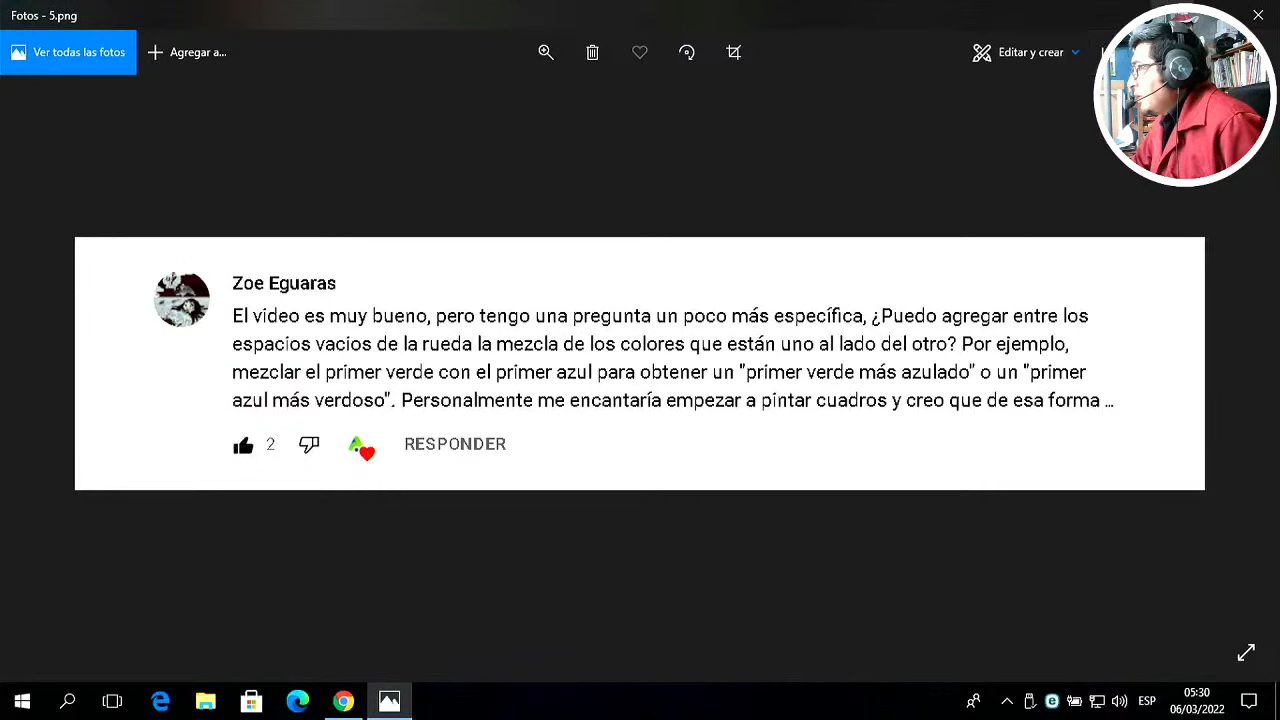 Fotos - 5.png
Ver todas las fotos
Agregar a...
Editar y crear
Zoe Eguaras
El video es muy bueno, pero tengo una pregunta un poco más específica, ¿Puedo agregar entre los
espacios vacios de la rueda la mezcla de los colores que están uno al lado del otro? Por ejemplo,
mezclar el primer verde con el primer azul para obtener un "primer verde más azulado" o un "primer
azul más verdoso". Personalmente me encantaría empezar a pintar cuadros y creo que de esa forma ...
2
RESPONDER
ESP
05:30
06/03/2022